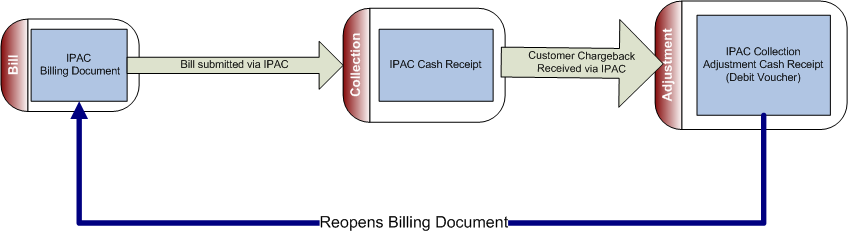 Bill
IPAC
Billing Document
Bill submitted via IPAC
Collection
IPAC Cash Receipt
Customer Chargeback
Received via IPAC
Adjustment
IPAC Collection
Adjustment Cash Receipt
(Debit Voucher)
Reopens Billing Document